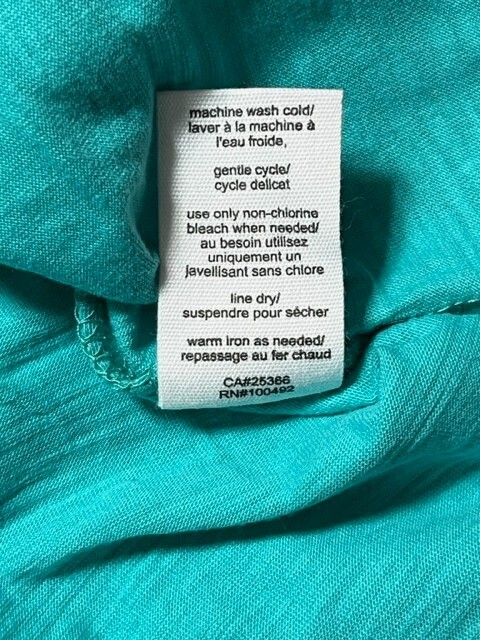 machine wash cold/
laver à la machine à
l'eau froide,
gentle cycle/
cycle delicat
use only non-chlorine
bleach when needed/
au besoin utilisez
uniquement un
javellisant sans chlore
line dry/
suspendre pour sécher
warm iron as needed/
repassage au fer chaud
CA#25366
RN#100492